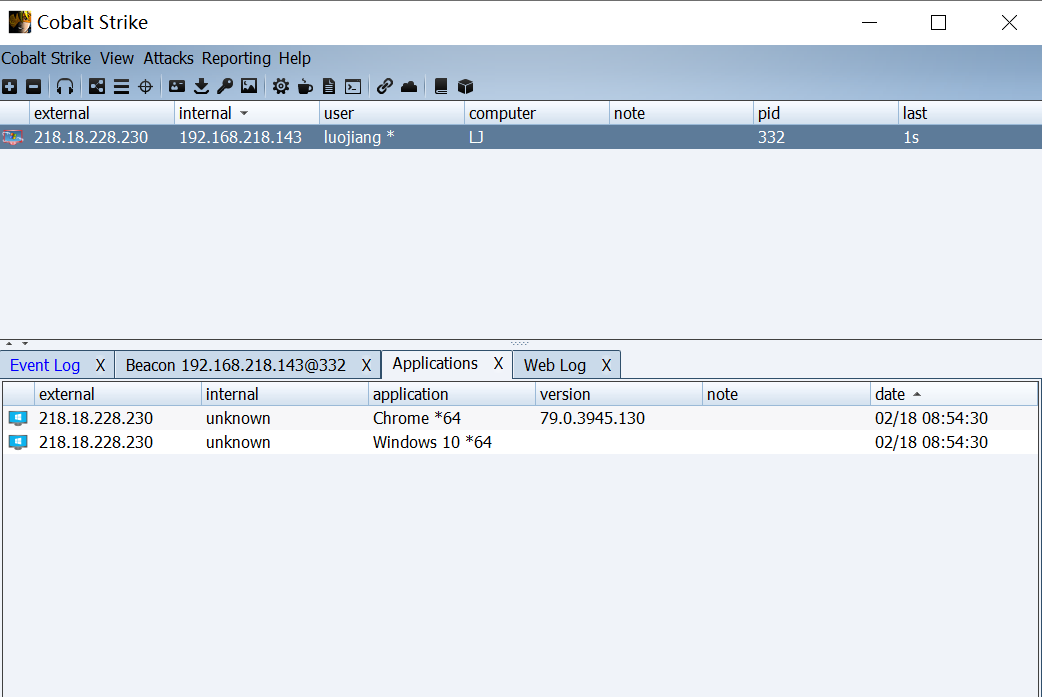 Cobalt Strike
Cobalt Strike View Attacks Reporting Help
external internal user computer note pid last
218.18.228.230 192.168.218.143 luojiang * LJ 332 1s
Event Log X Beacon 192.168.218.143@332 X Applications X Web Log X
external internal application version note date
218.18.228.230 unknown Chrome *64 79.0.3945.130 02/18 08:54:30
218.18.228.230 unknown Windows 10 *64 02/18 08:54:30